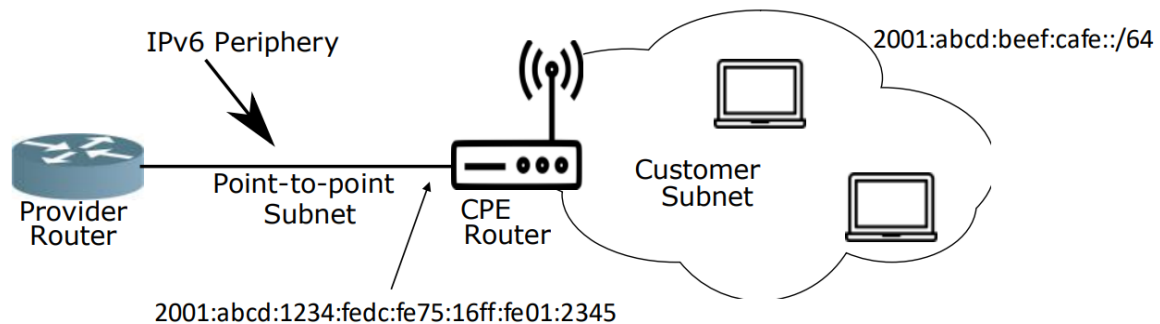 IPv6 Periphery
2001:abcd:beef:cafe::/64
Point-to-point
Subnet
Provider
Router
CPE
Router
Customer
Subnet
2001:abcd:1234:fedc:fe75:16ff:fe01:2345